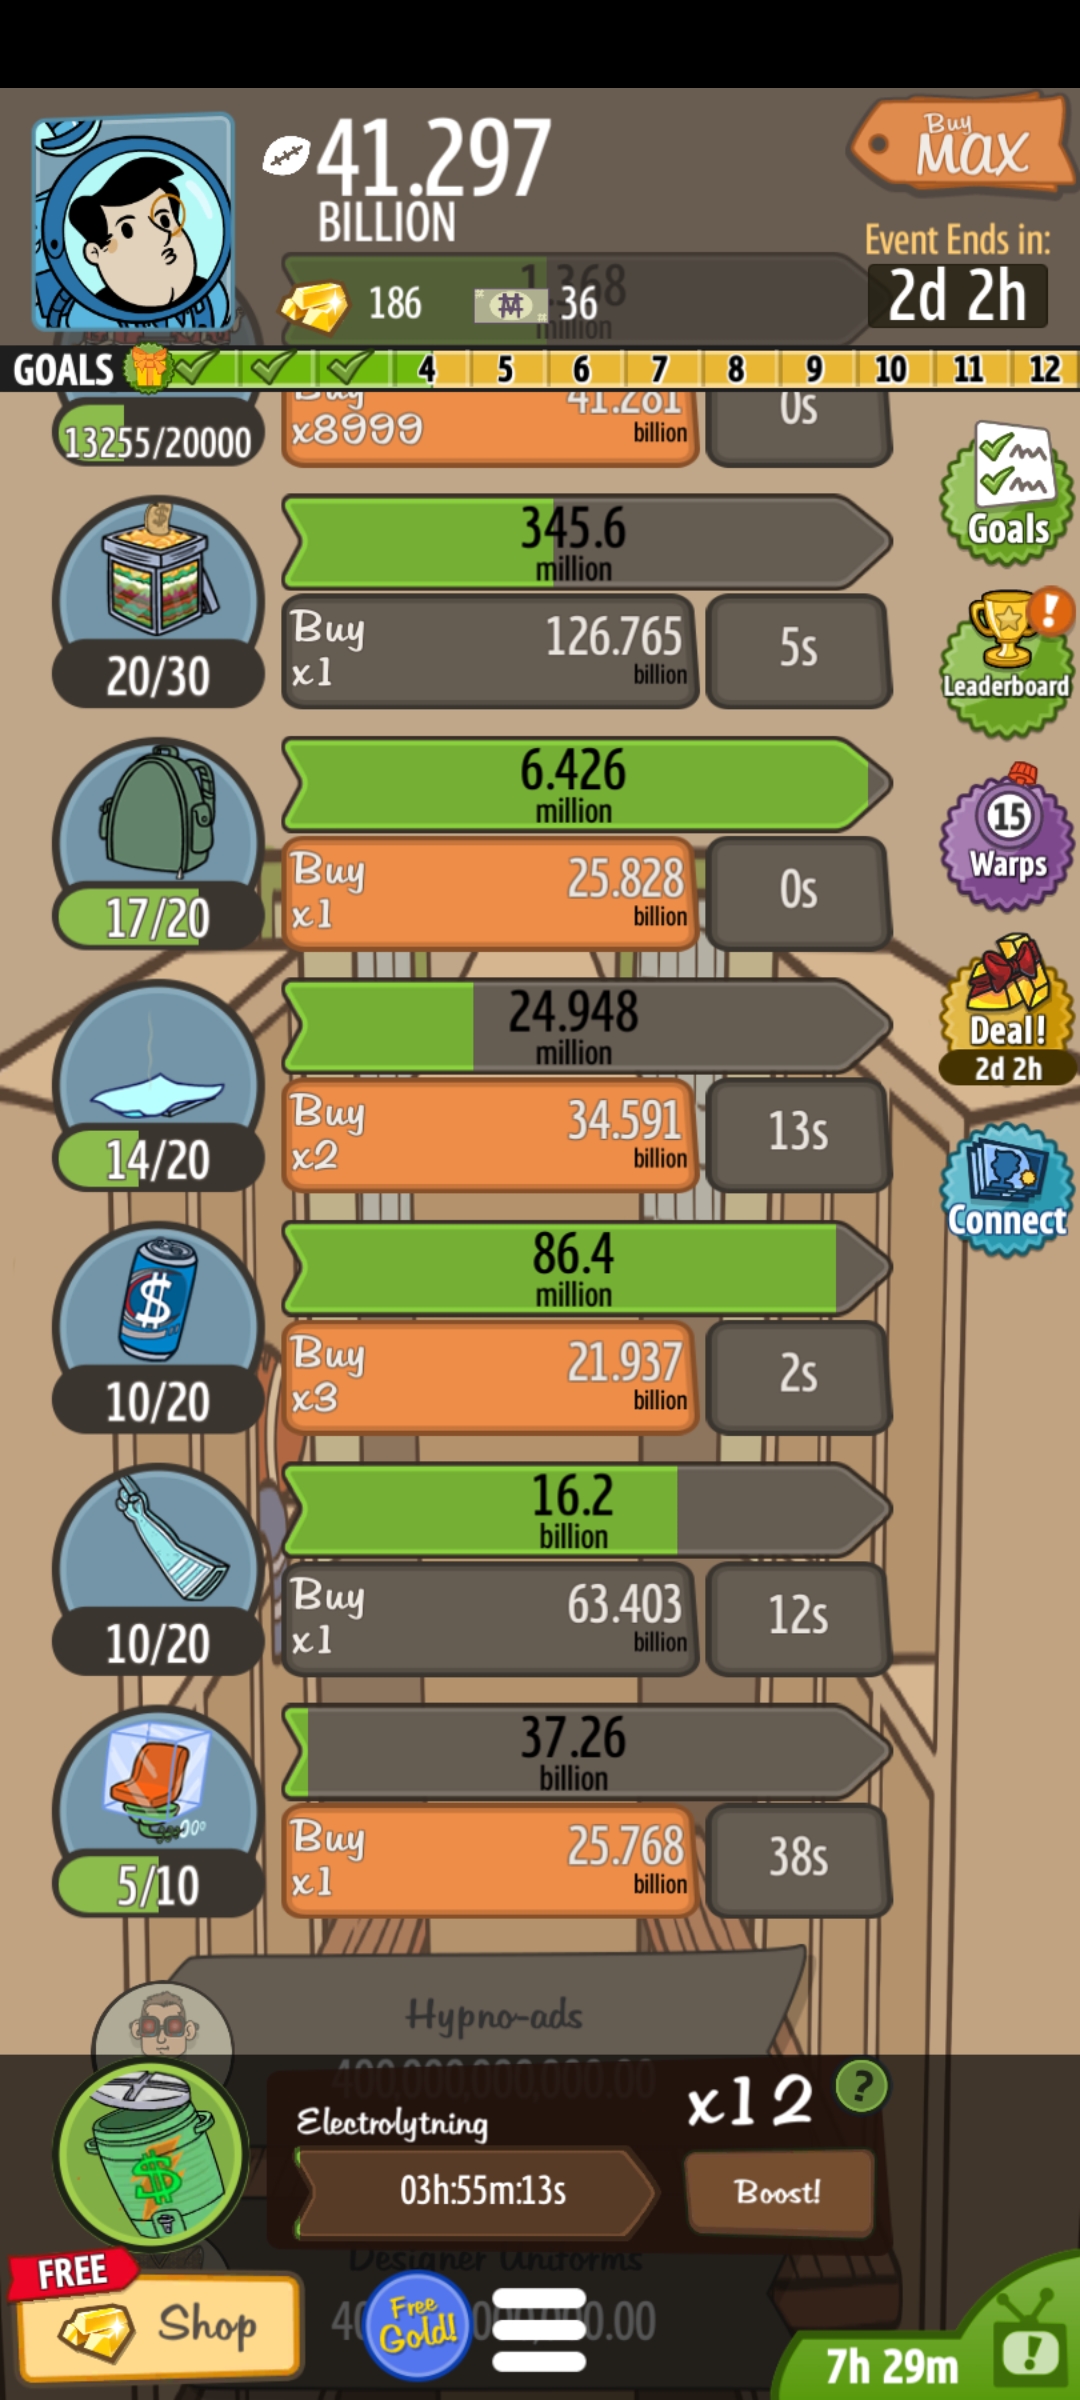 41.297
BILLION
Buy
MAX
Event Ends in:
2d 2h
1.368
million
186
36
GOALS
4 5 6 7 8 9 10 11 12
13255/20000
Buy
x8999
41.281
billion
0s
Goals
345.6
million
20/30
Buy
x1
126.765
billion
5s
Leaderboard
6.426
million
17/20
Buy
x1
25.828
billion
0s
15
Warps
24.948
million
14/20
Buy
x2
34.591
billion
13s
Deal!
2d 2h
86.4
million
10/20
Buy
x3
21.937
billion
2s
Connect
16.2
billion
10/20
Buy
x1
63.403
billion
12s
37.26
billion
5/10
Buy
x1
25.768
billion
38s
Hypno-ads
400,000,000,000.00
Electrolytning
x12
?
03h:55m:13s
Boost!
Designer Uniforms
FREE
Shop
Free
Gold!
7h 29m